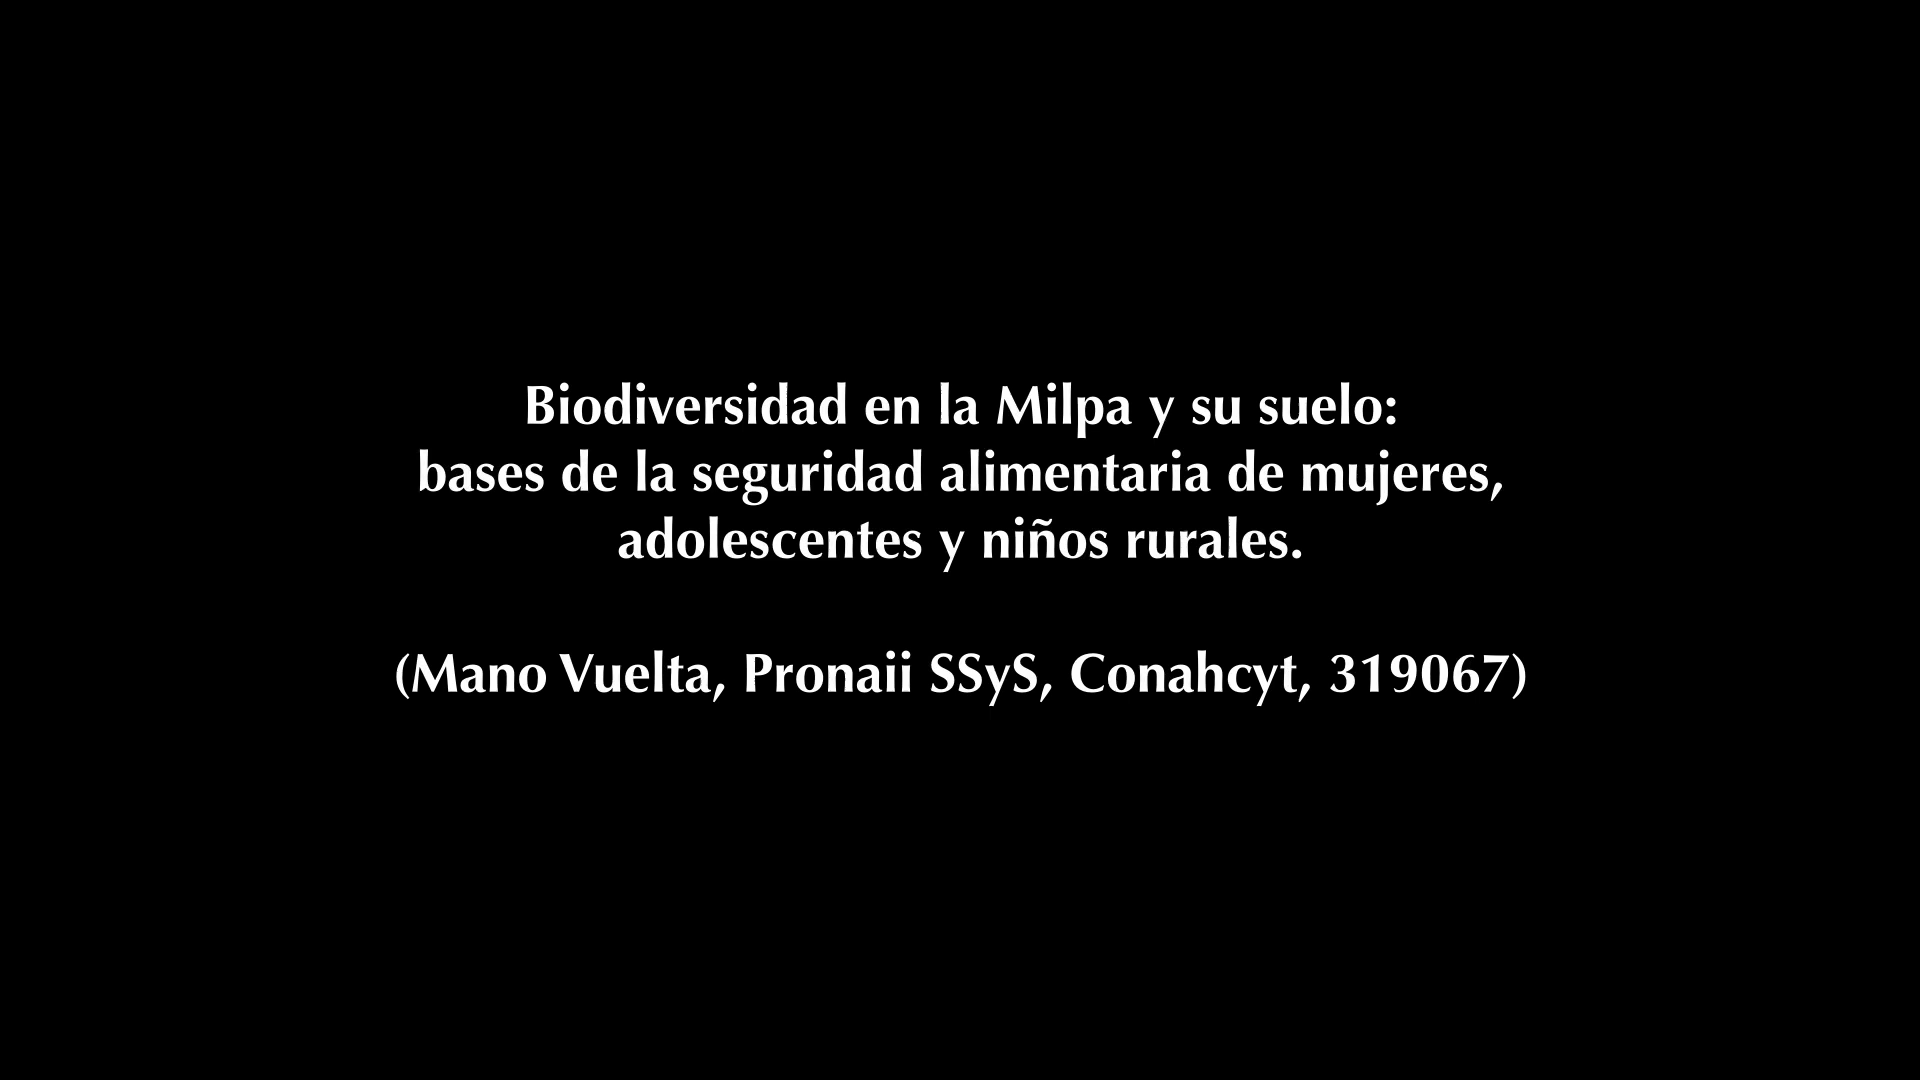 Biodiversidad en la Milpa y su suelo:
bases de la seguridad alimentaria de mujeres,
adolescentes y niños rurales.
(Mano Vuelta, Pronaii SSyS, Conahcyt, 319067)